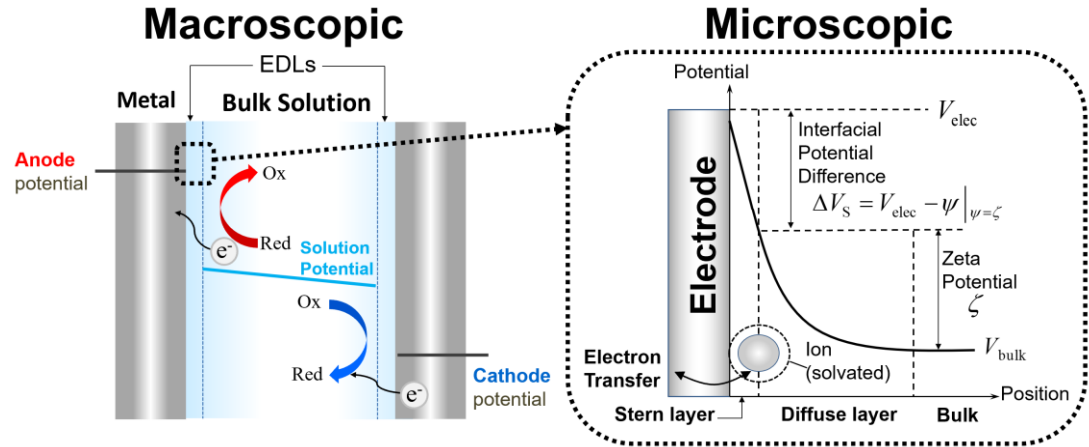 Macroscopic
EDLs
Metal
Bulk Solution
Anode
potential
Ox
Red
e-
Solution
Potential
Ox
Red
e-
Cathode
potential
Microscopic
Potential
V_elec
Interfacial
Potential
Difference
ΔV_S = V_elec − ψ|_ψ=ζ
Electrode
Zeta
Potential
ζ
V_bulk
Ion
(solvated)
Electron
Transfer
Position
Stern layer
Diffuse layer
Bulk